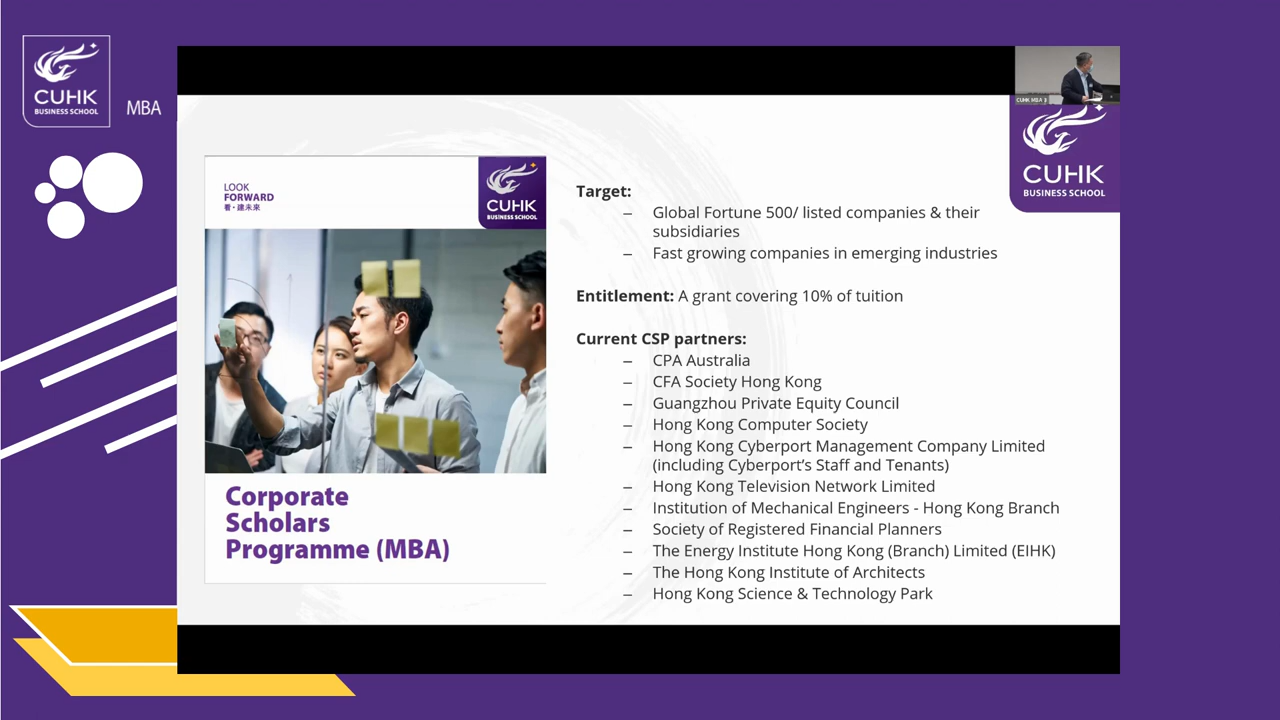 CUHK
BUSINESS SCHOOL
MBA
CUHK MBA
CUHK
BUSINESS SCHOOL
LOOK
FORWARD
看・建未來
CUHK
BUSINESS SCHOOL
Corporate
Scholars
Programme (MBA)
Target:
– Global Fortune 500/ listed companies & their
subsidiaries
– Fast growing companies in emerging industries
Entitlement: A grant covering 10% of tuition
Current CSP partners:
– CPA Australia
– CFA Society Hong Kong
– Guangzhou Private Equity Council
– Hong Kong Computer Society
– Hong Kong Cyberport Management Company Limited
(including Cyberport’s Staff and Tenants)
– Hong Kong Television Network Limited
– Institution of Mechanical Engineers - Hong Kong Branch
– Society of Registered Financial Planners
– The Energy Institute Hong Kong (Branch) Limited (EIHK)
– The Hong Kong Institute of Architects
– Hong Kong Science & Technology Park